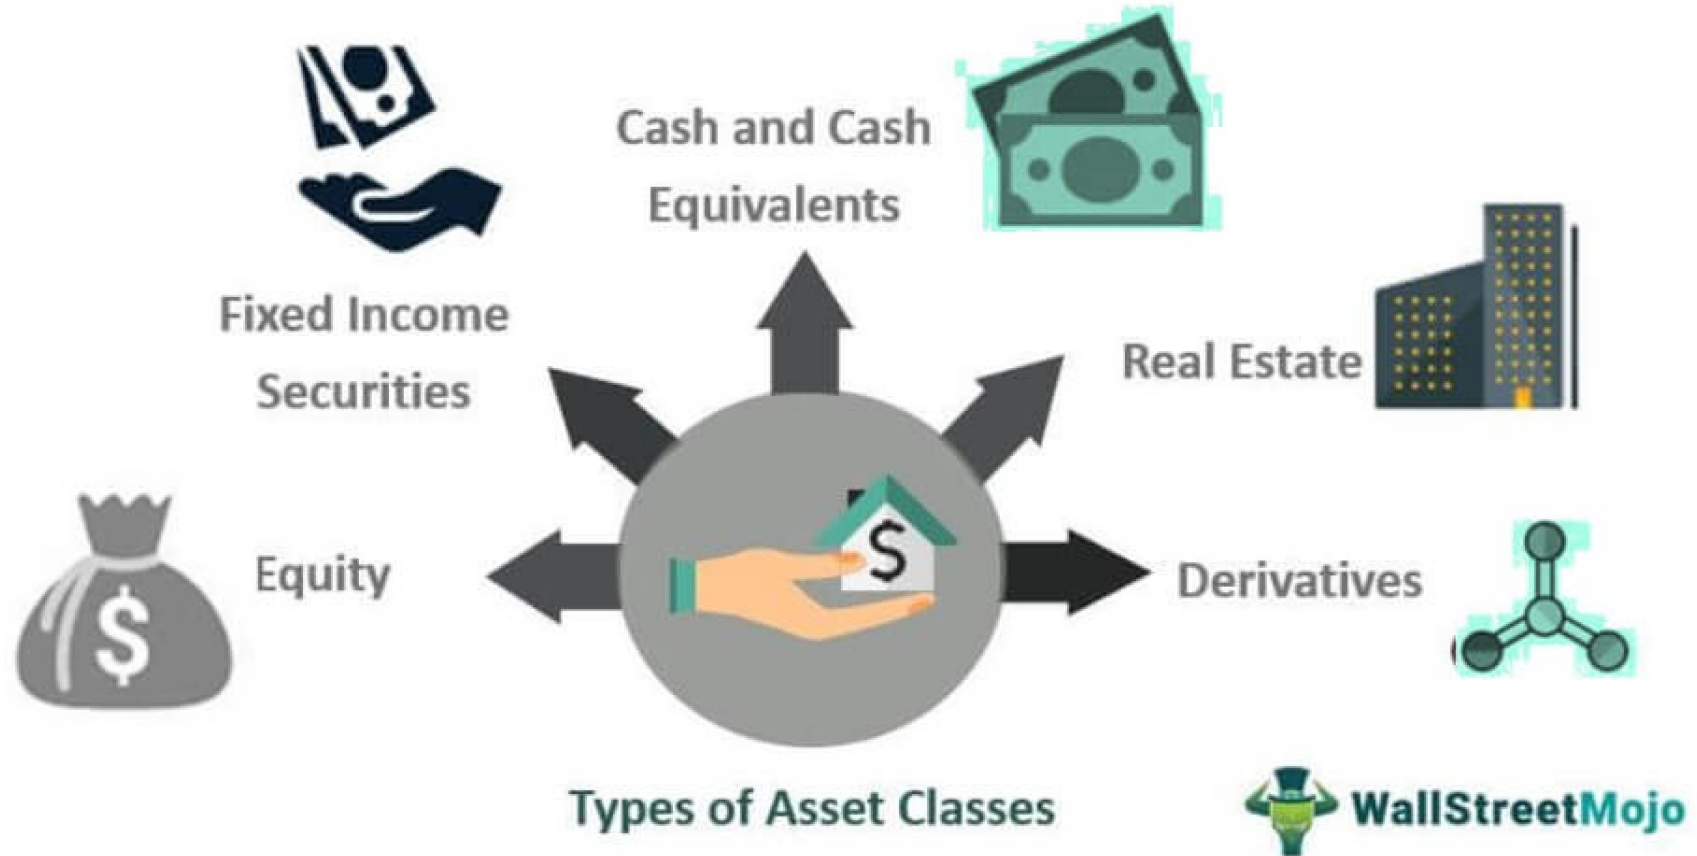 Cash and Cash
Equivalents
Fixed Income
Securities
Real Estate
Equity
$
$
Derivatives
Types of Asset Classes
WallStreetMojo